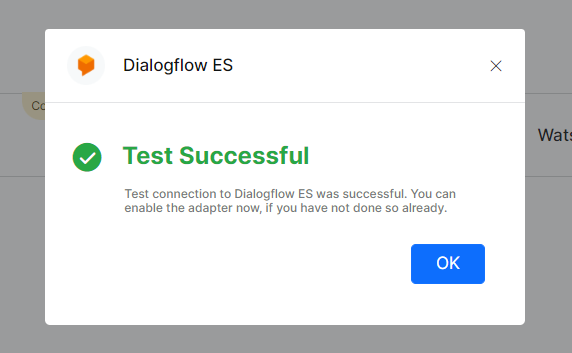 Dialogflow ES
Co
Test Successful
Wats
Test connection to Dialogflow ES was successful. You can
enable the adapter now, if you have not done so already.
OK